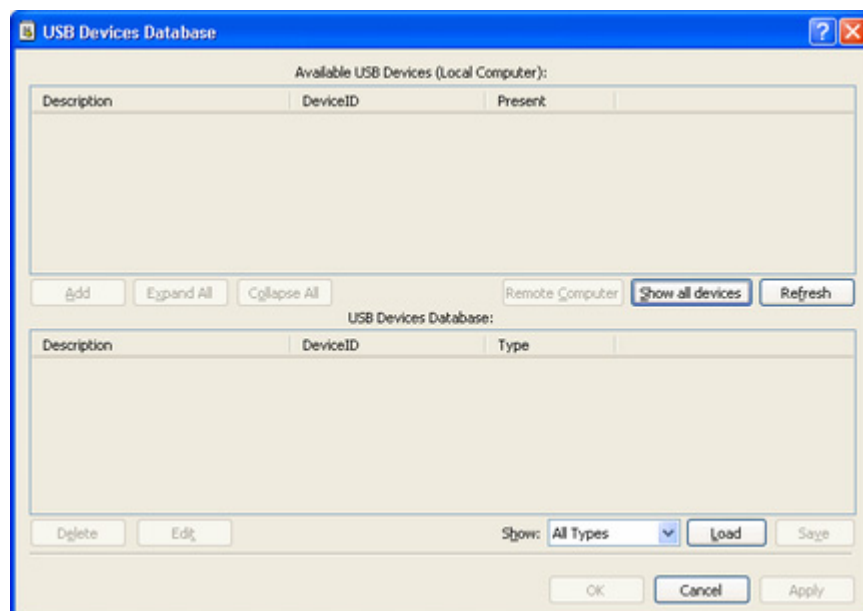 USB Devices Database
Available USB Devices (Local Computer):
Description DeviceID Present
Add Expand All Collapse All Remote Computer Show all devices Refresh
USB Devices Database:
Description DeviceID Type
Delete Edit Show: All Types Load Save
OK Cancel Apply